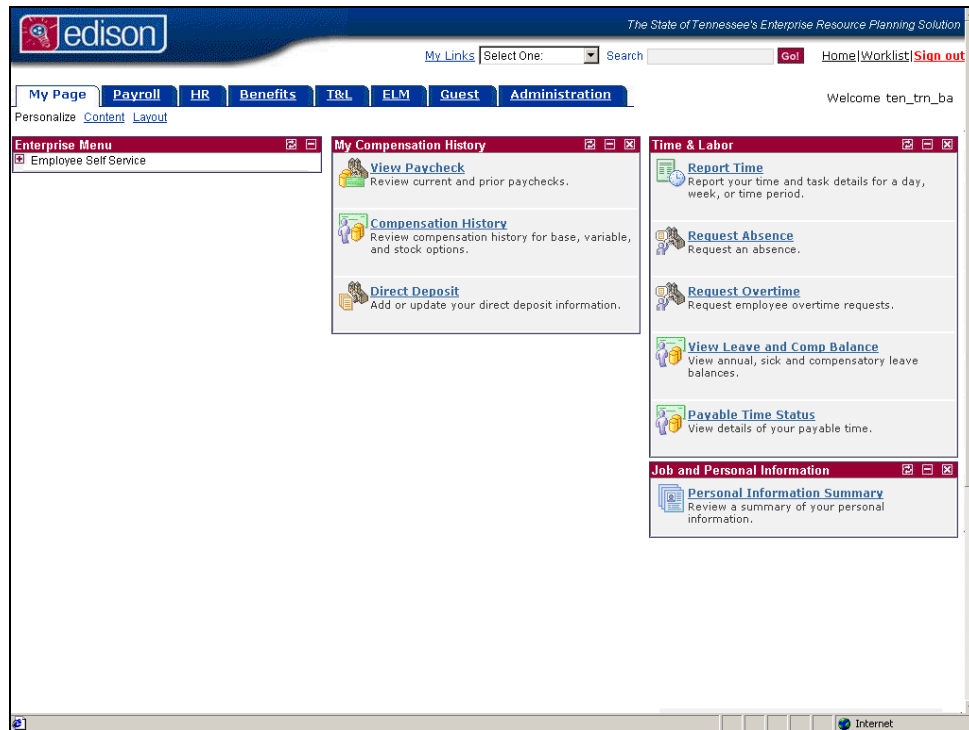 edison
The State of Tennessee's Enterprise Resource Planning Solution
My Links Select One: Search Go! Home|Worklist|Sign out
My Page Payroll HR Benefits T&L ELM Guest Administration
Welcome ten_trn_ba
Personalize Content Layout
Enterprise Menu
Employee Self Service
My Compensation History
View Paycheck
Review current and prior paychecks.
Compensation History
Review compensation history for base, variable,
and stock options.
Direct Deposit
Add or update your direct deposit information.
Time & Labor
Report Time
Report your time and task details for a day,
week, or time period.
Request Absence
Request an absence.
Request Overtime
Request employee overtime requests.
View Leave and Comp Balance
View annual, sick and compensatory leave
balances.
Payable Time Status
View details of your payable time.
Job and Personal Information
Personal Information Summary
Review a summary of your personal
information.
Internet